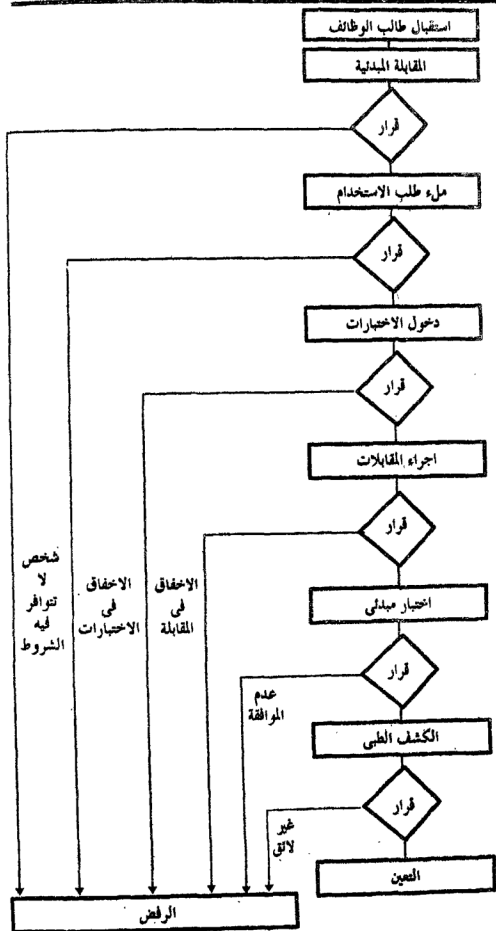 استقبال طالب الوظائف
المقابلة المبدئية
قرار
ملء طلب الاستخدام
قرار
دخول الاختبارات
قرار
اجراء المقابلات
قرار
اختبار مبدئى
قرار
الكشف الطبى
قرار
التعين
شخص
لا
تتوافر
فيه
الشروط
الاخفاق
فى
الاختبارات
الاخفاق
فى
المقابلة
عدم
الموافقة
غير
لائق
الرفض